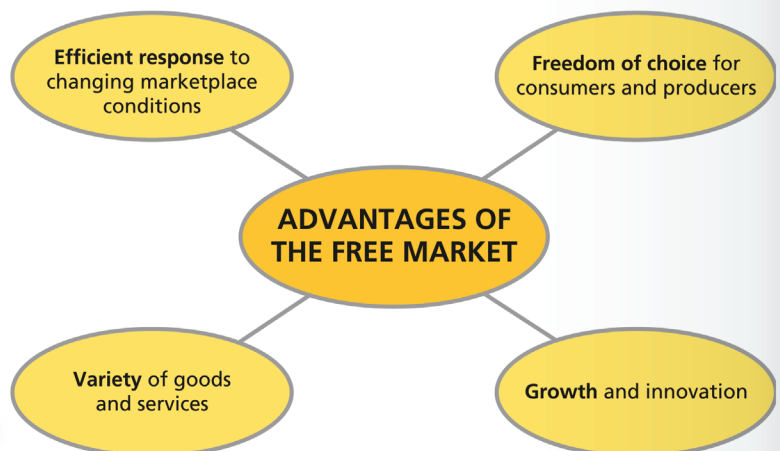 Efficient response to
changing marketplace
conditions
Freedom of choice for
consumers and producers
ADVANTAGES OF
THE FREE MARKET
Variety of goods
and services
Growth and innovation